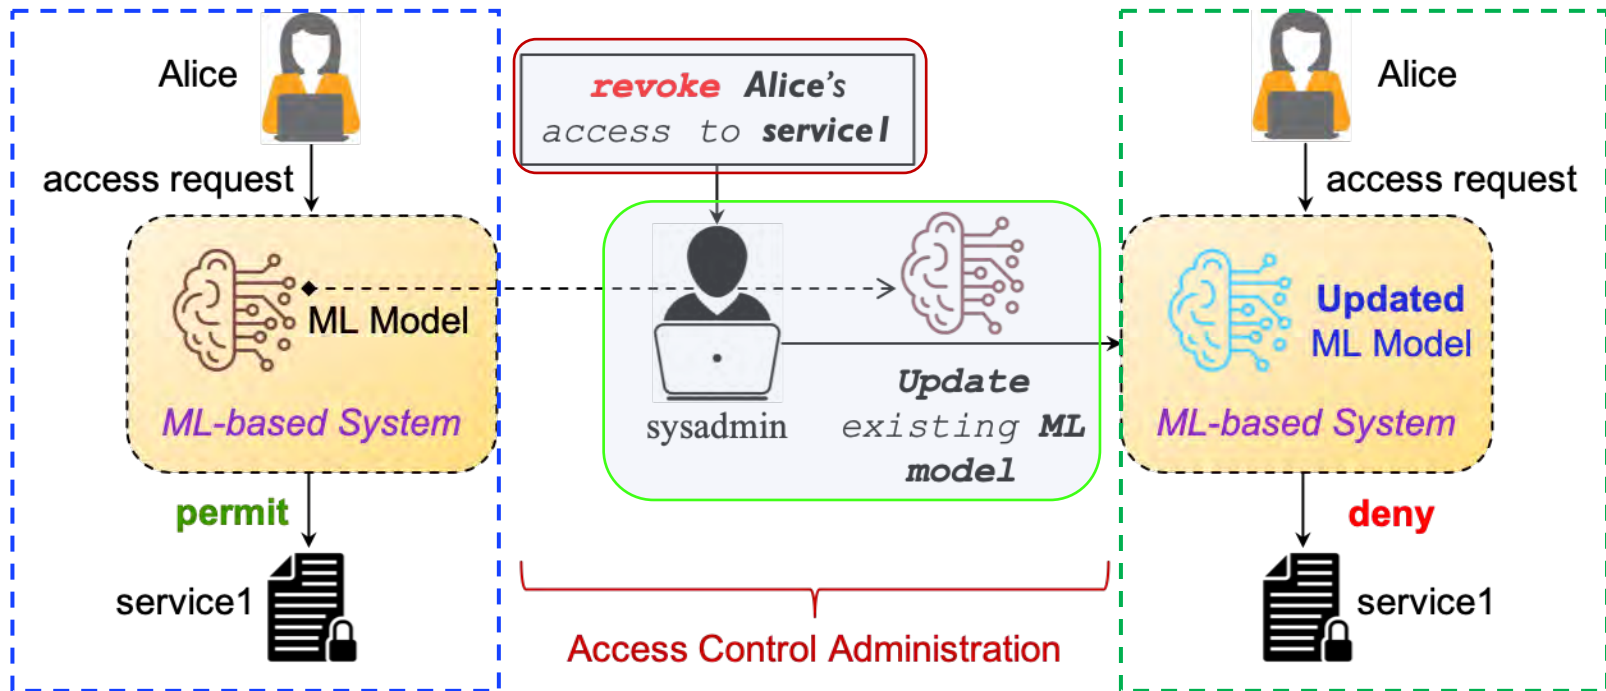 Alice
access request
ML Model
ML-based System
permit
service1
revoke Alice's
access to service1
sysadmin
Update
existing ML
model
Access Control Administration
Alice
access request
Updated
ML Model
ML-based System
deny
service1